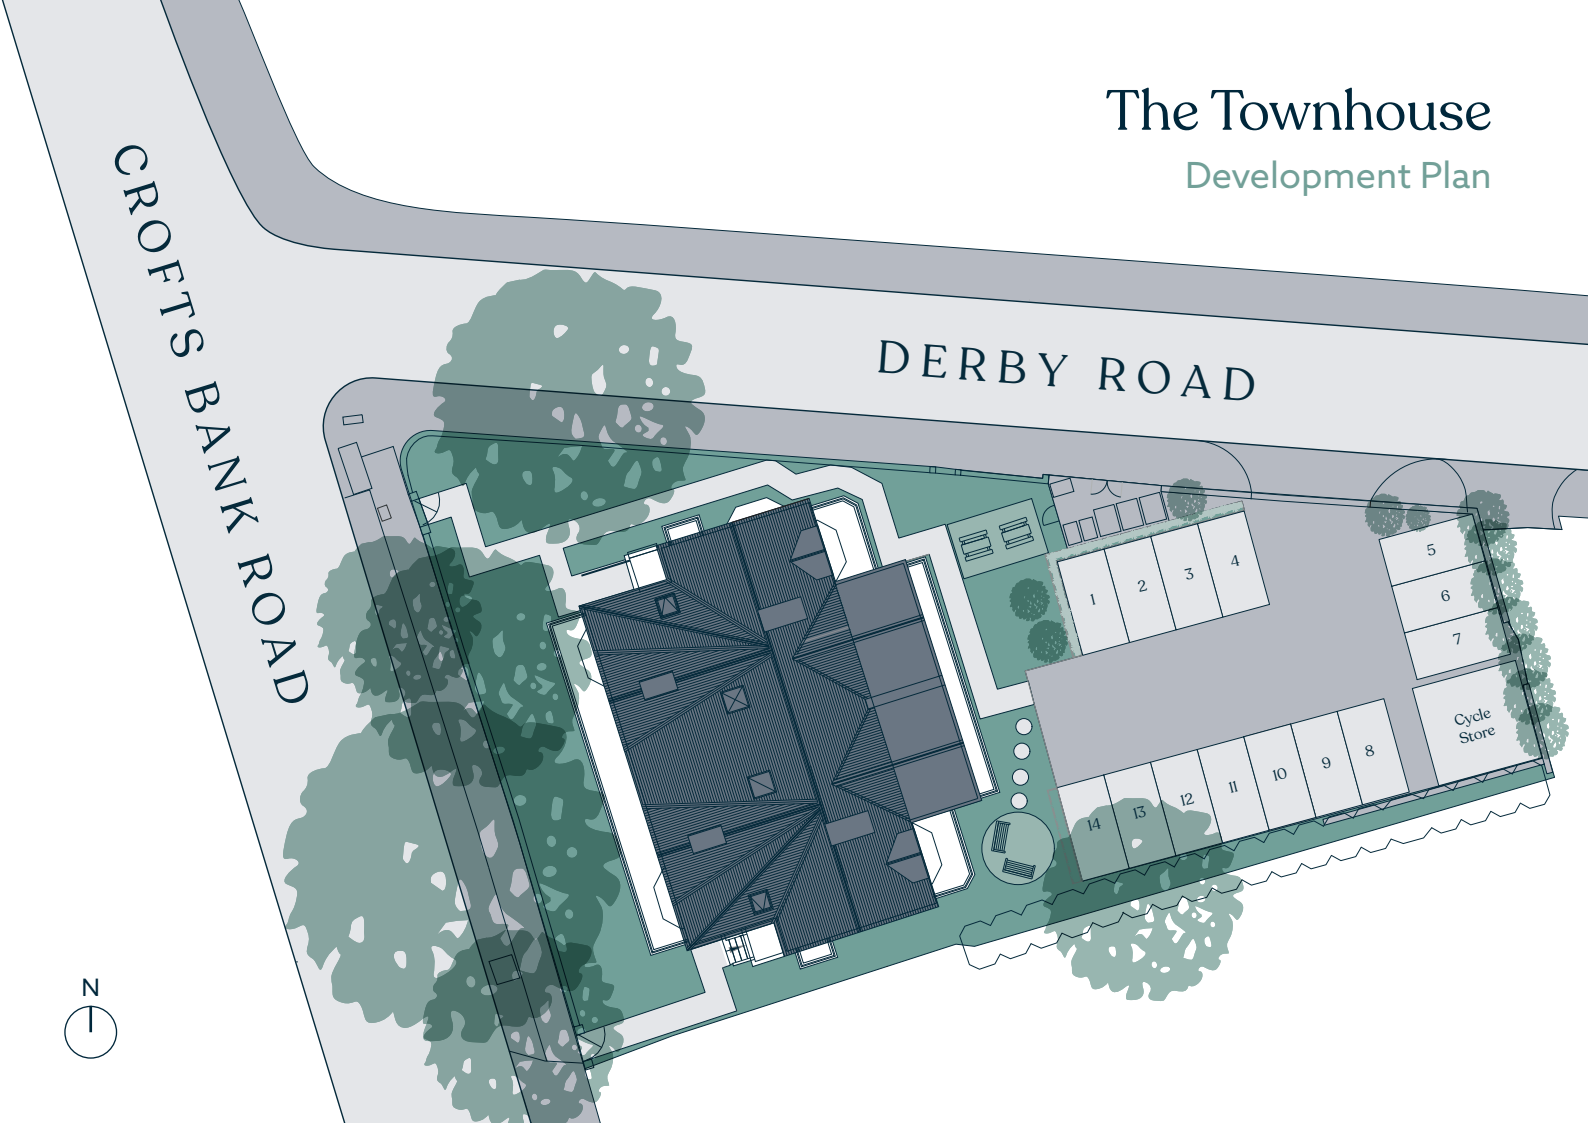 The Townhouse
Development Plan
CROFTS BANK ROAD
DERBY ROAD
1
2
3
4
5
6
7
Cycle
Store
8
9
10
11
12
13
14
N